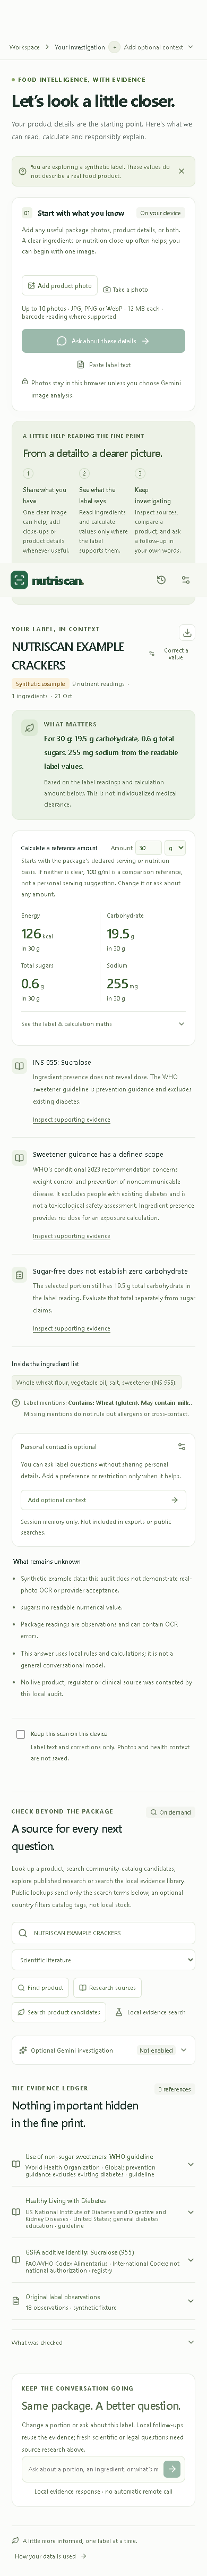 Workspace > Your investigation + Add optional context
FOOD INTELLIGENCE, WITH EVIDENCE
Let's look a little closer.
Your product details are the starting point. Here's what we
can read, calculate and responsibly explain.
You are exploring a synthetic label. These values do
not describe a real food product.
01 Start with what you know On your device
Add any useful package photos, product details, or both.
A clear ingredients or nutrition close-up often helps; you
can begin with one image.
Add product photo Take a photo
Up to 10 photos · JPG, PNG or WebP · 12 MB each ·
barcode reading where supported
Ask about these details
Paste label text
Photos stay in this browser unless you choose Gemini
image analysis.
A LITTLE HELP READING THE FINE PRINT
From a detail to a clearer picture.
1 2 3
Share what you
have
One clear image
can help; add
close-ups or
product details
whenever useful.
See what the
label says
Read ingredients
and calculate
values only where
the label
supports them.
Keep
investigating
Inspect sources,
compare a
product, and ask
a follow-up in
your own words.
nutriscan.
YOUR LABEL, IN CONTEXT
NUTRISCAN EXAMPLE
CRACKERS
Correct a
value
Synthetic example 9 nutrient readings ·
1 ingredients · 21 Oct
WHAT MATTERS
For 30 g: 19.5 g carbohydrate, 0.6 g total
sugars, 255 mg sodium from the readable
label values.
Based on the label readings and calculation
amount below. This is not individualized medical
clearance.
Calculate a reference amount Amount 30 g
Starts with the package's declared serving or nutrition
basis. If neither is clear, 100 g/ml is a comparison reference,
not a personal serving suggestion. Change it or ask about
any amount.
Energy
126 kcal
in 30 g
Carbohydrate
19.5 g
in 30 g
Total sugars
0.6 g
in 30 g
Sodium
255 mg
in 30 g
See the label & calculation maths
INS 955: Sucralose
Ingredient presence does not reveal dose. The WHO
sweetener guideline is prevention guidance and excludes
existing diabetes.
Inspect supporting evidence
Sweetener guidance has a defined scope
WHO's conditional 2023 recommendation concerns
weight control and prevention of noncommunicable
disease. It excludes people with existing diabetes and is
not a toxicological safety assessment. Ingredient presence
provides no dose for an exposure calculation.
Inspect supporting evidence
Sugar-free does not establish zero carbohydrate
The selected portion still has 19.5 g total carbohydrate in
the label reading. Evaluate that total separately from sugar
claims.
Inspect supporting evidence
Inside the ingredient list
Whole wheat flour, vegetable oil, salt, sweetener (INS 955).
Label mentions: Contains: Wheat (gluten). May contain milk..
Missing mentions do not rule out allergens or cross-contact.
Personal context is optional
You can ask label questions without sharing personal
details. Add a preference or restriction only when it helps.
Add optional context
Session memory only. Not included in exports or public
searches.
What remains unknown
• Synthetic example data: this audit does not demonstrate real-
photo OCR or provider acceptance.
• sugars: no readable numerical value.
• Package readings are observations and can contain OCR
errors.
• This answer uses local rules and calculations; it is not a
general conversational model.
• No live product, regulator or clinical source was contacted by
this local audit.
Keep this scan on this device
Label text and corrections only. Photos and health context
are not saved.
CHECK BEYOND THE PACKAGE On demand
A source for every next
question.
Look up a product, search community-catalog candidates,
explore published research or search the local evidence library.
Public lookups send only the search terms below; an optional
country filters catalog tags, not local stock.
NUTRISCAN EXAMPLE CRACKERS
Scientific literature
Find product Research sources
Search product candidates Local evidence search
Optional Gemini investigation Not enabled
THE EVIDENCE LEDGER 3 references
Nothing important hidden
in the fine print.
Use of non-sugar sweeteners: WHO guideline
World Health Organization · Global; prevention
guidance excludes existing diabetes · guideline
Healthy Living with Diabetes
US National Institute of Diabetes and Digestive and
Kidney Diseases · United States; general diabetes
education · guideline
GSFA additive identity: Sucralose (955)
FAO/WHO Codex Alimentarius · International Codex; not
national authorization · registry
Original label observations
18 observations · synthetic fixture
What was checked
KEEP THE CONVERSATION GOING
Same package. A better question.
Change a portion or ask about this label. Local follow-ups
reuse the evidence; fresh scientific or legal questions need
source research above.
Ask about a portion, an ingredient, or what's m
Local evidence response · no automatic remote call
A little more informed, one label at a time.
How your data is used